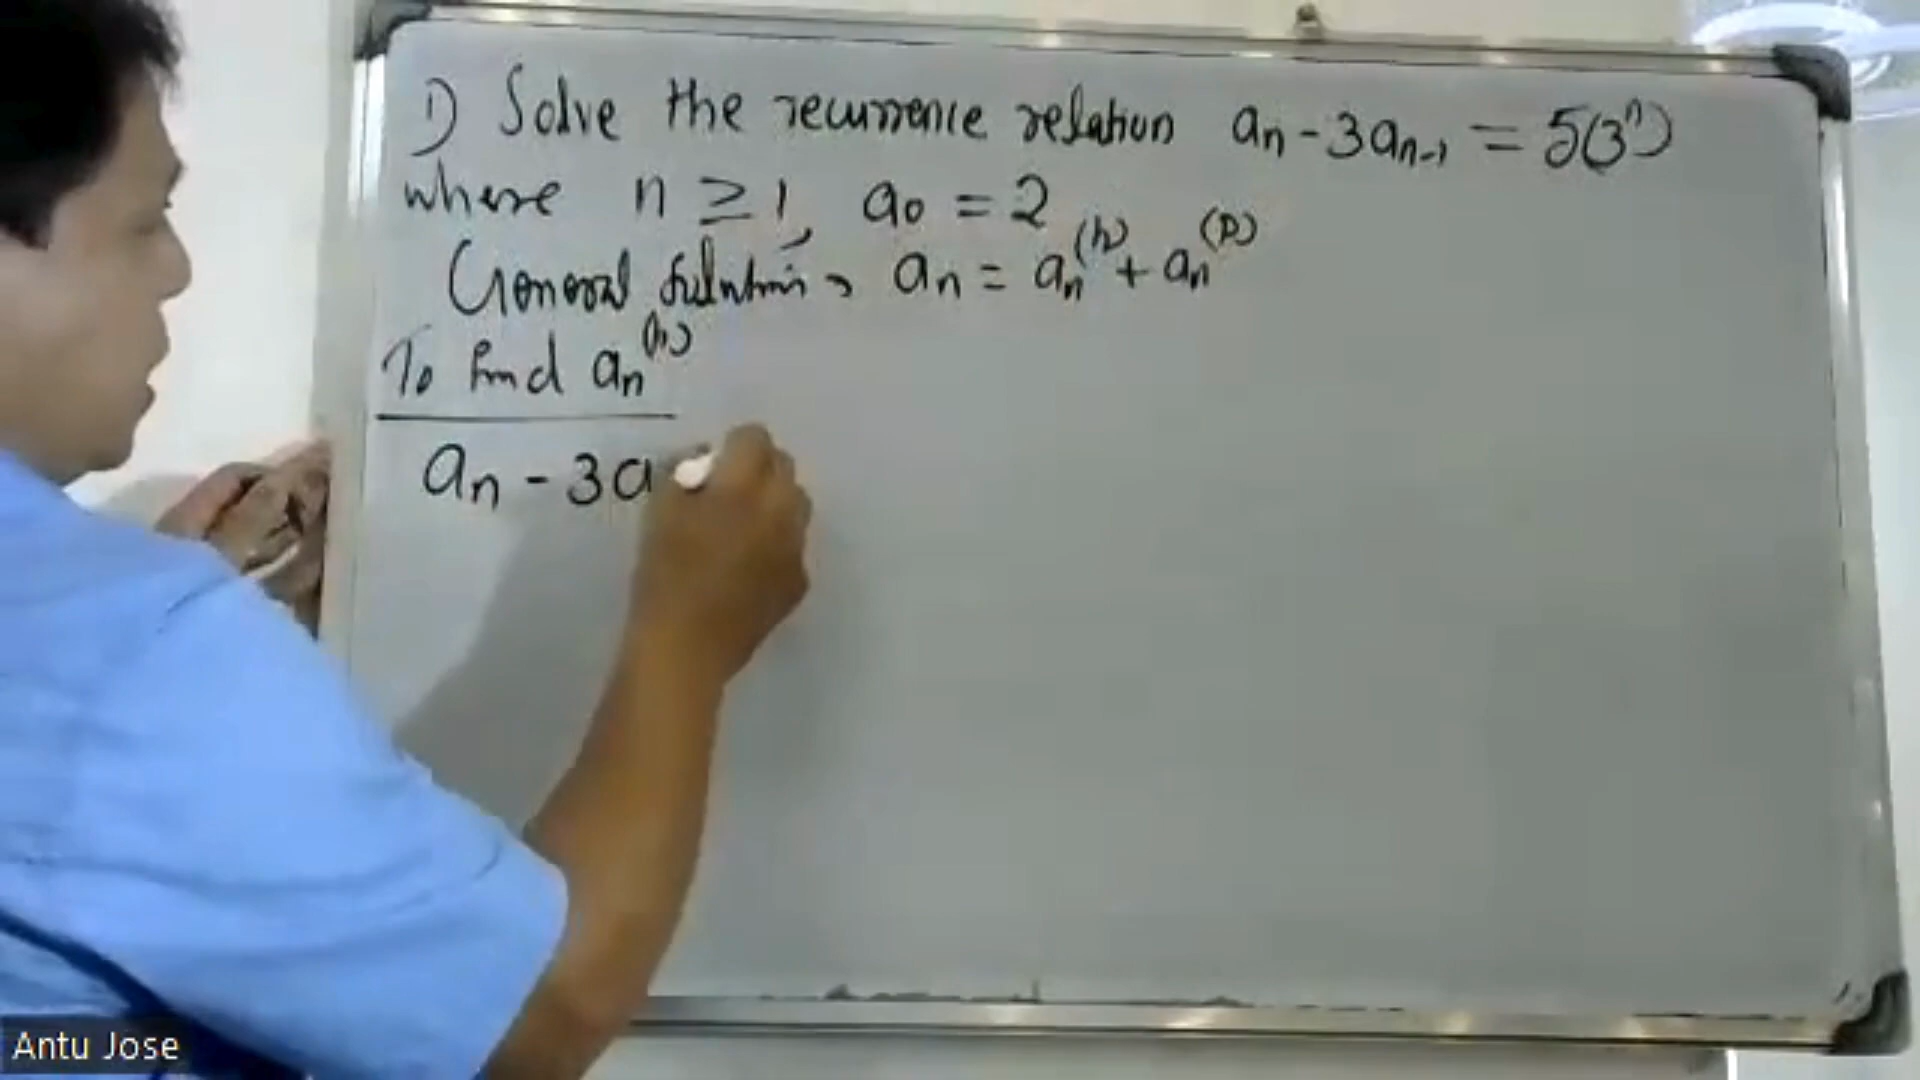 1) Solve the recurrence relation aₙ - 3aₙ₋₁ = 5(3ⁿ)
where n ≥ 1, a₀ = 2
General solution, aₙ = aₙ⁽ʰ⁾ + aₙ⁽ᵖ⁾
To find aₙ⁽ʰ⁾
aₙ - 3a
Antu Jose